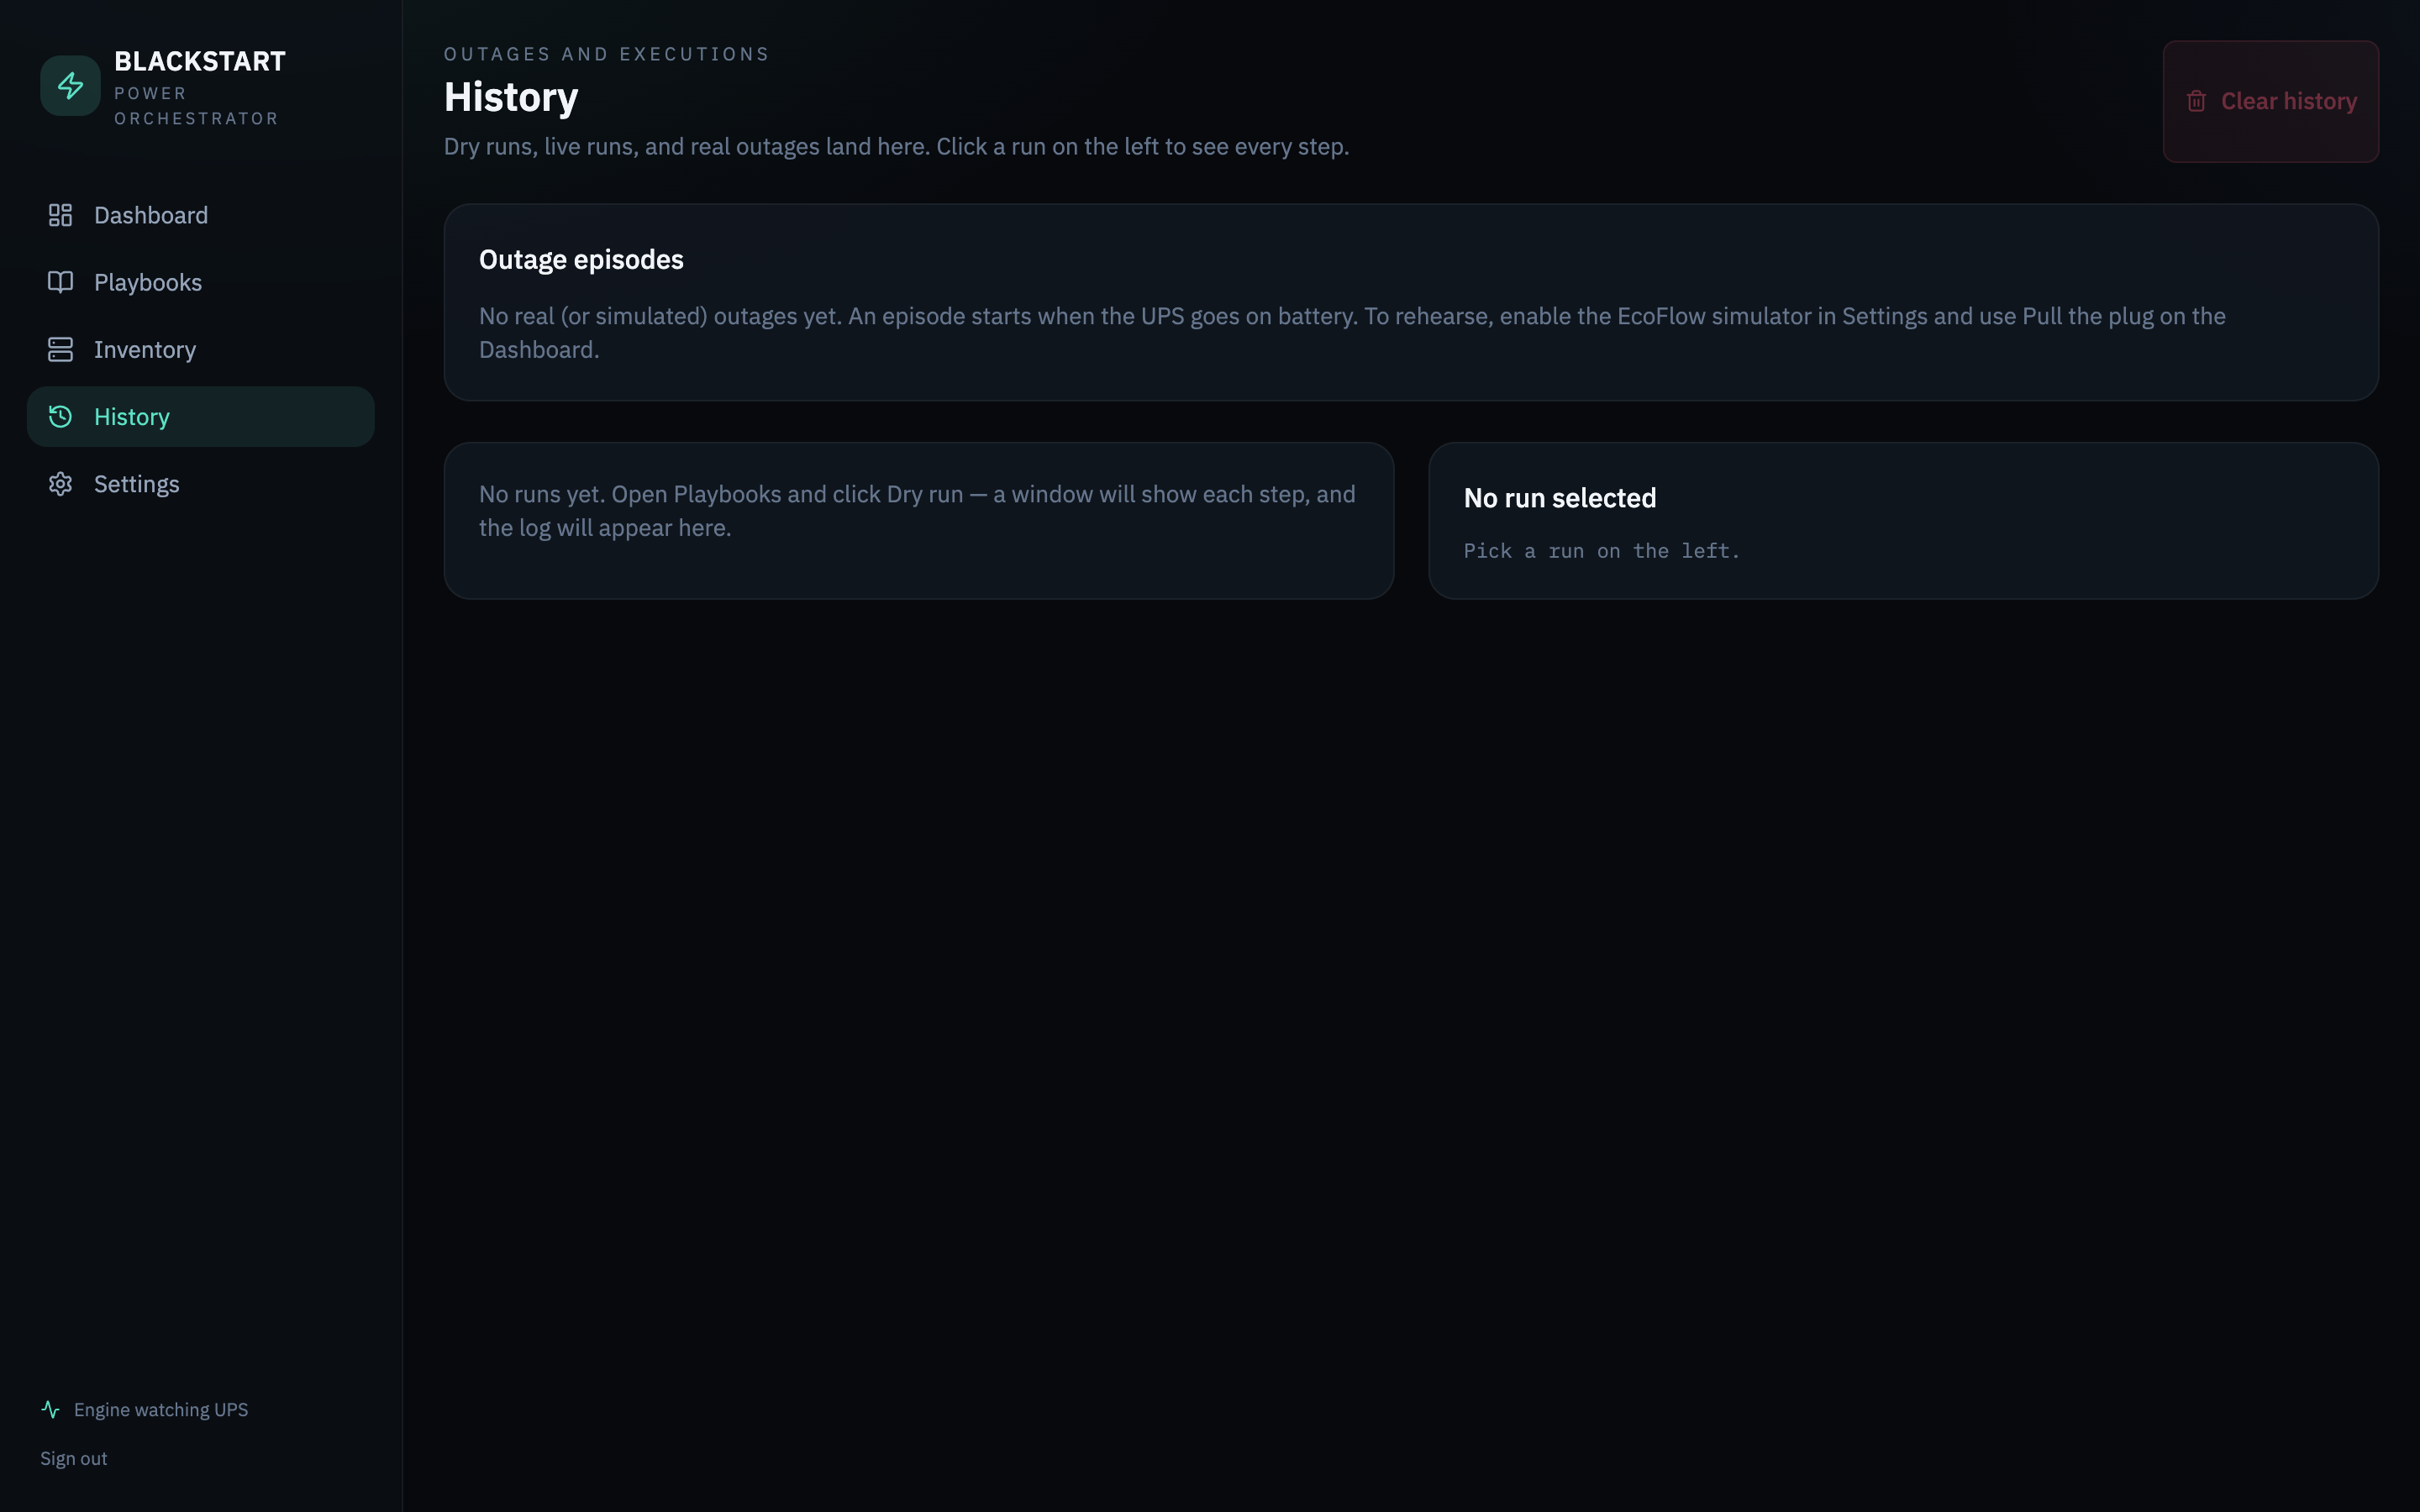 BLACKSTART
POWER
ORCHESTRATOR
Dashboard
Playbooks
Inventory
History
Settings
Engine watching UPS
Sign out
OUTAGES AND EXECUTIONS
History
Dry runs, live runs, and real outages land here. Click a run on the left to see every step.
Clear history
Outage episodes
No real (or simulated) outages yet. An episode starts when the UPS goes on battery. To rehearse, enable the EcoFlow simulator in Settings and use Pull the plug on the
Dashboard.
No runs yet. Open Playbooks and click Dry run — a window will show each step, and
the log will appear here.
No run selected
Pick a run on the left.